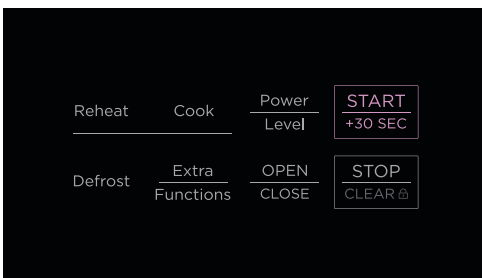 Reheat
Cook
Power
Level
START
+30 SEC
Defrost
Extra
Functions
OPEN
CLOSE
STOP
CLEAR